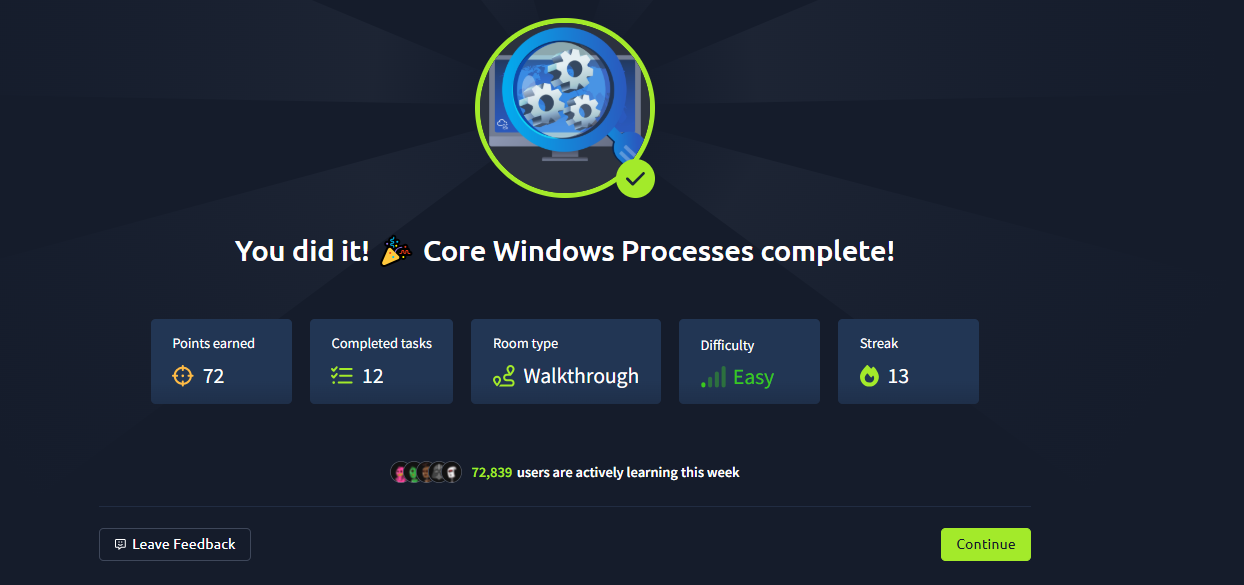 You did it! 🎉 Core Windows Processes complete!
Points earned
72
Completed tasks
12
Room type
Walkthrough
Difficulty
Easy
Streak
13
72,839 users are actively learning this week
Leave Feedback
Continue